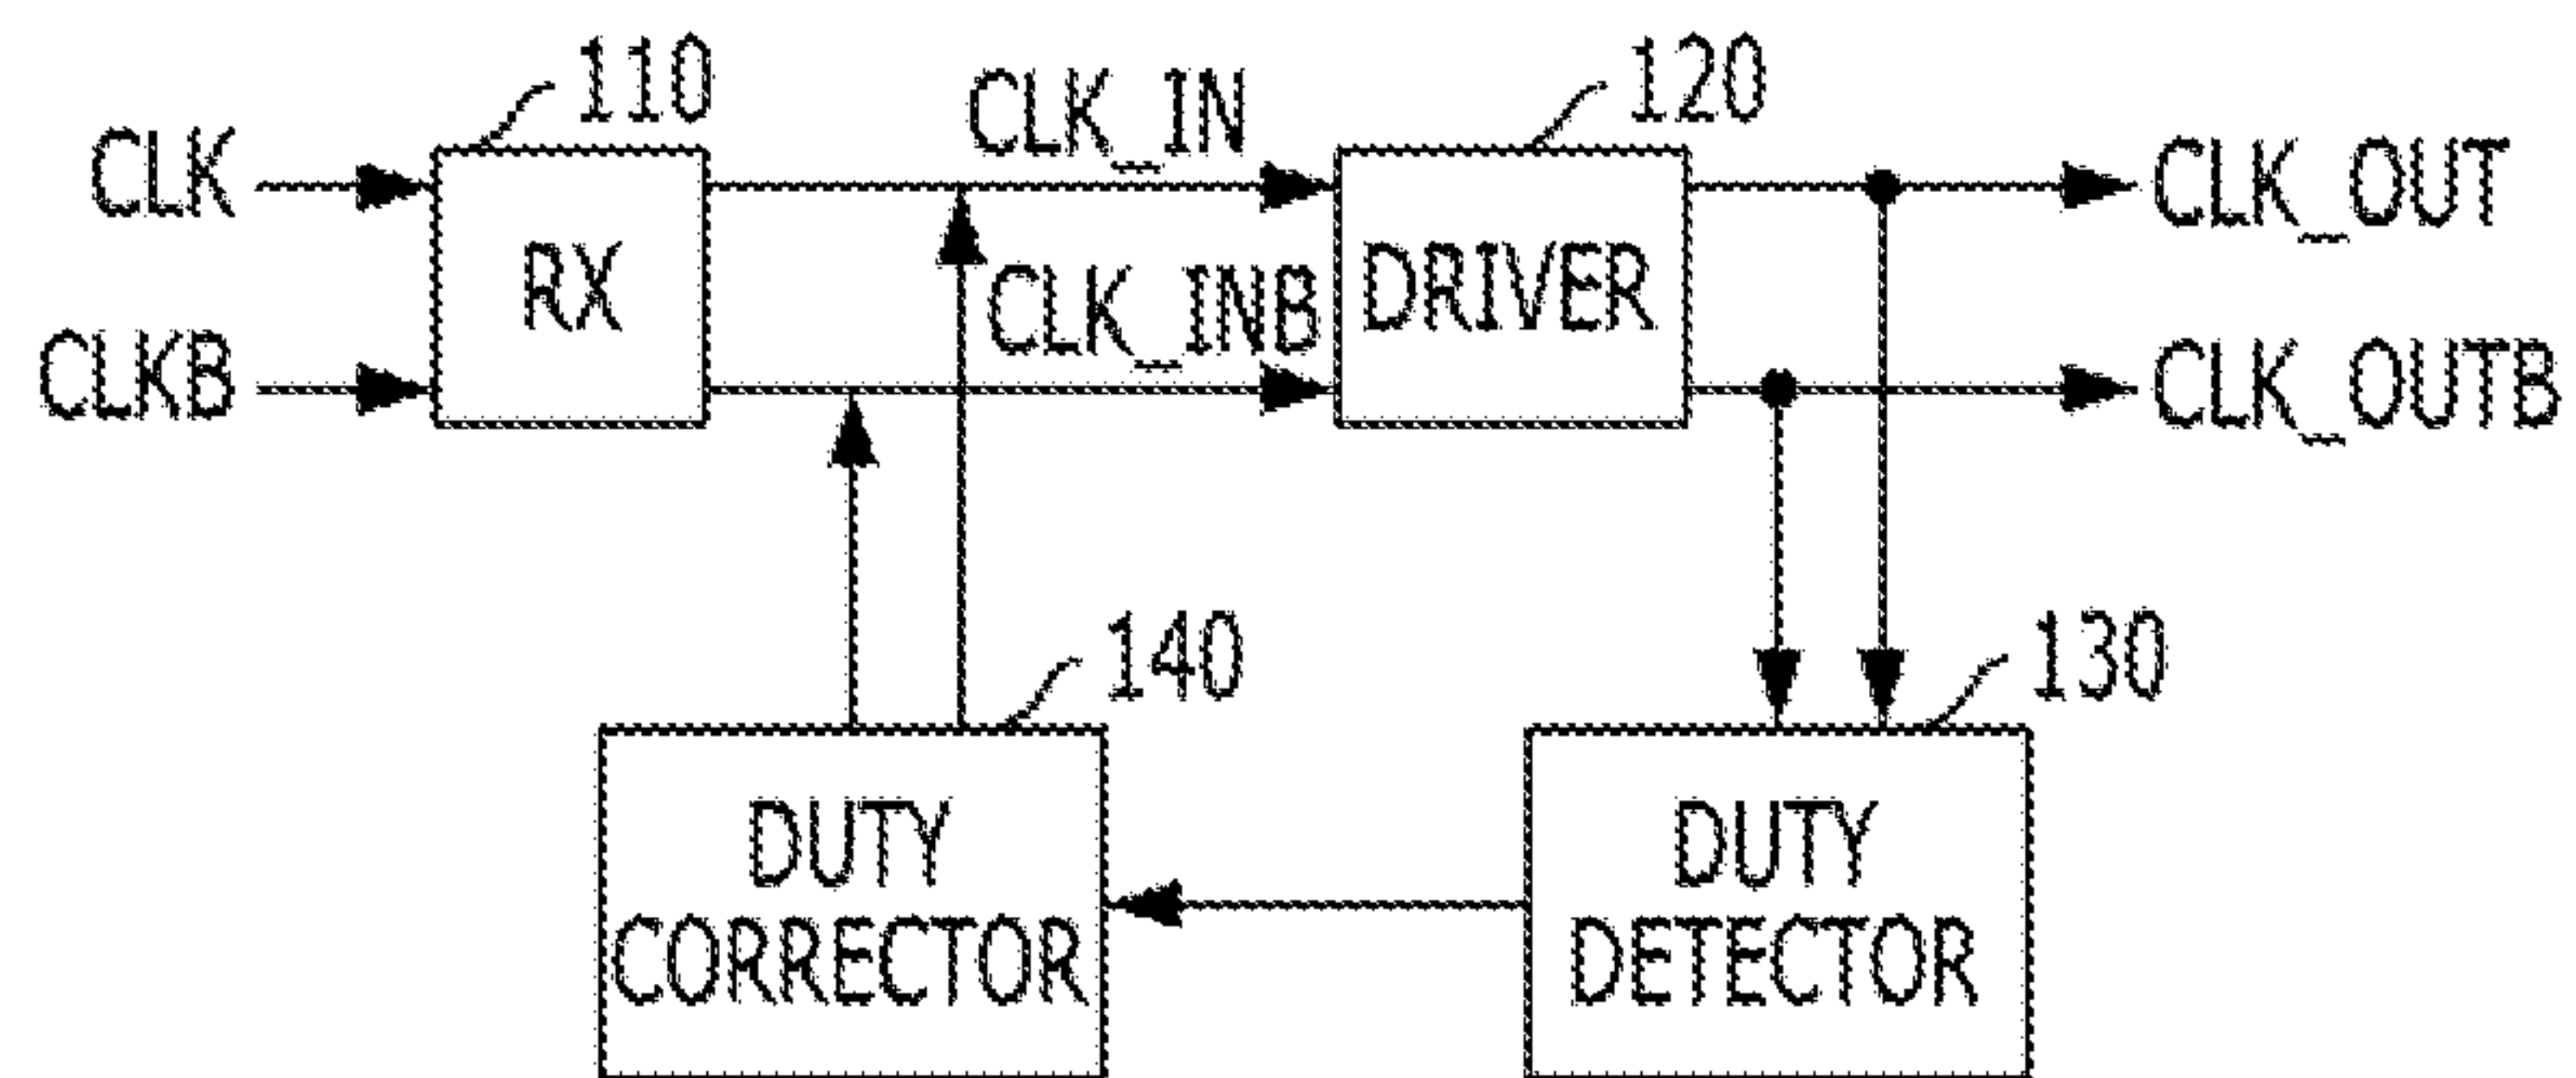 110
CLK_IN
120
CLK
CLK_OUT
RX
CLK_INB
DRIVER
CLKB
CLK_OUTB
140
130
DUTY
CORRECTOR
DUTY
DETECTOR